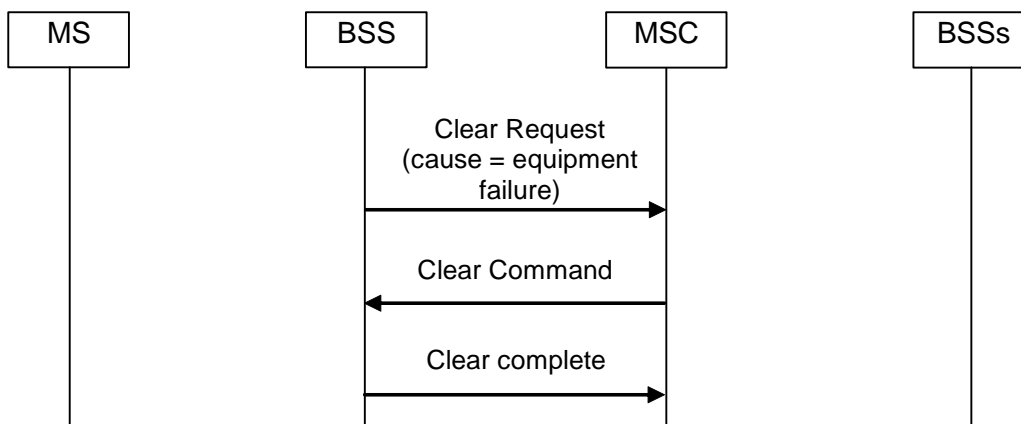 MS
BSS
MSC
BSSs
Clear Request
(cause = equipment
failure)
Clear Command
Clear complete